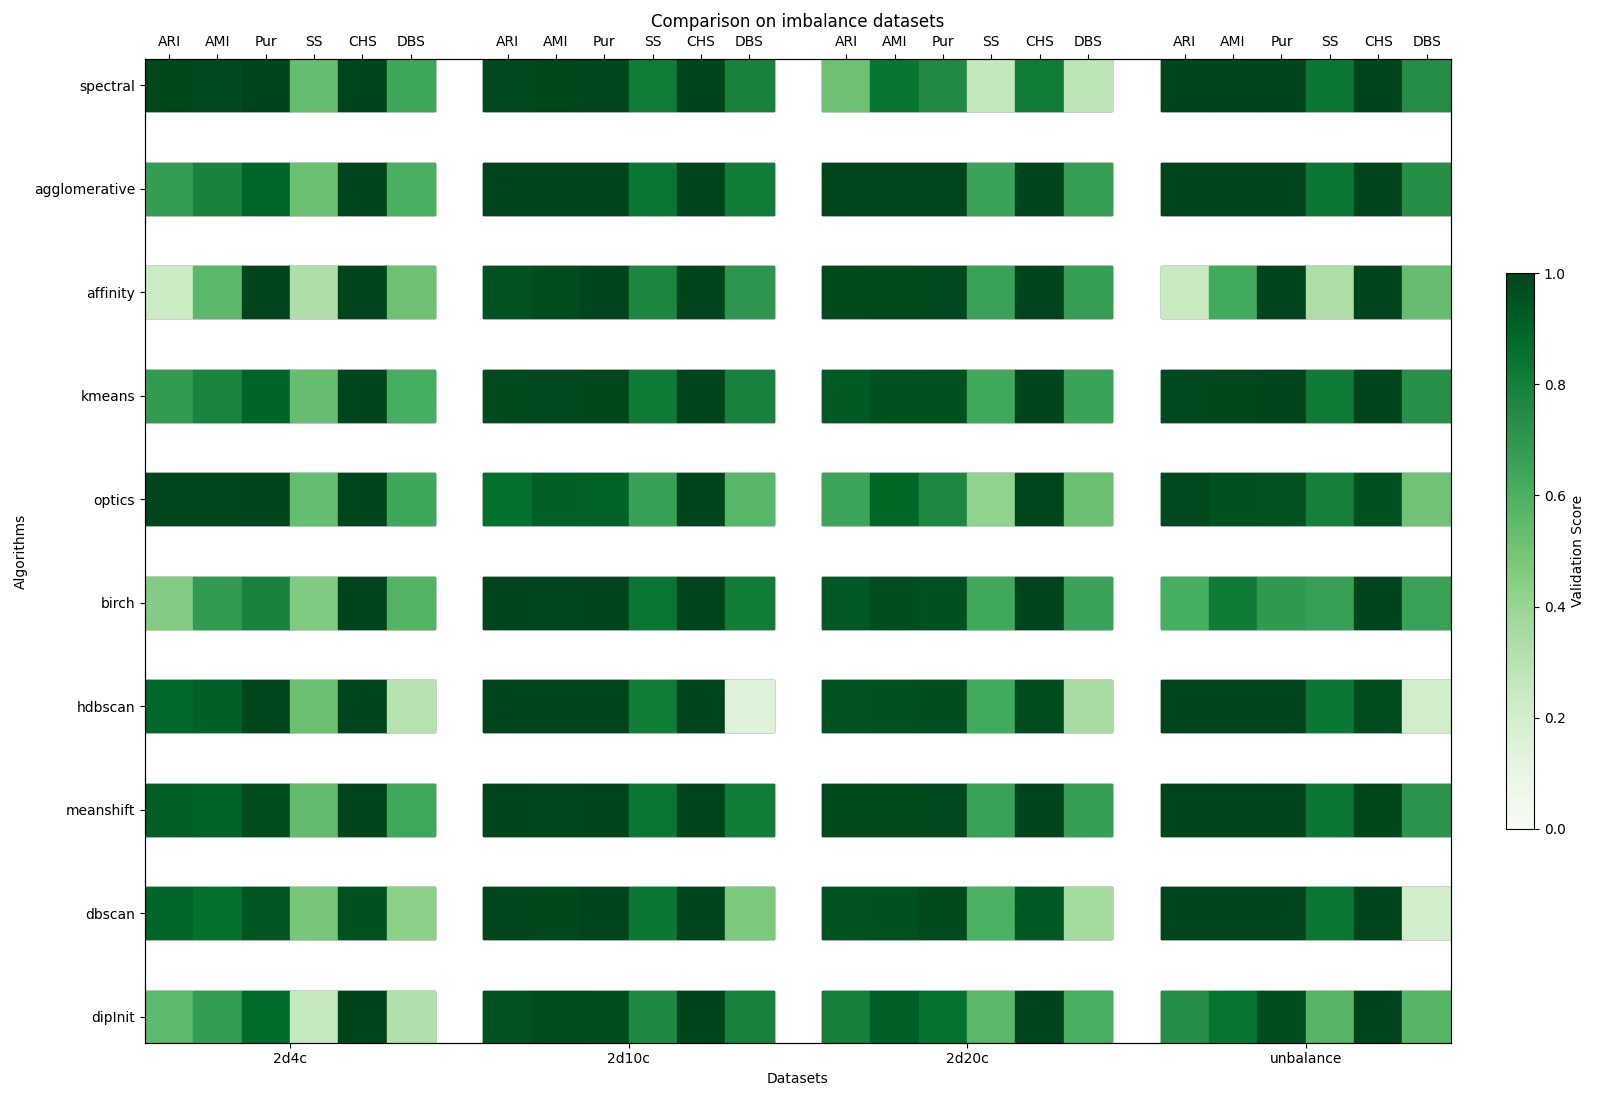 Comparison on imbalance datasets
ARI AMI Pur SS CHS DBS ARI AMI Pur SS CHS DBS ARI AMI Pur SS CHS DBS ARI AMI Pur SS CHS DBS
spectral
agglomerative
affinity
kmeans
optics
birch
hdbscan
meanshift
dbscan
dipInit
Algorithms
2d4c 2d10c 2d20c unbalance
Datasets
1.0
0.8
0.6
0.4
0.2
0.0
Validation Score